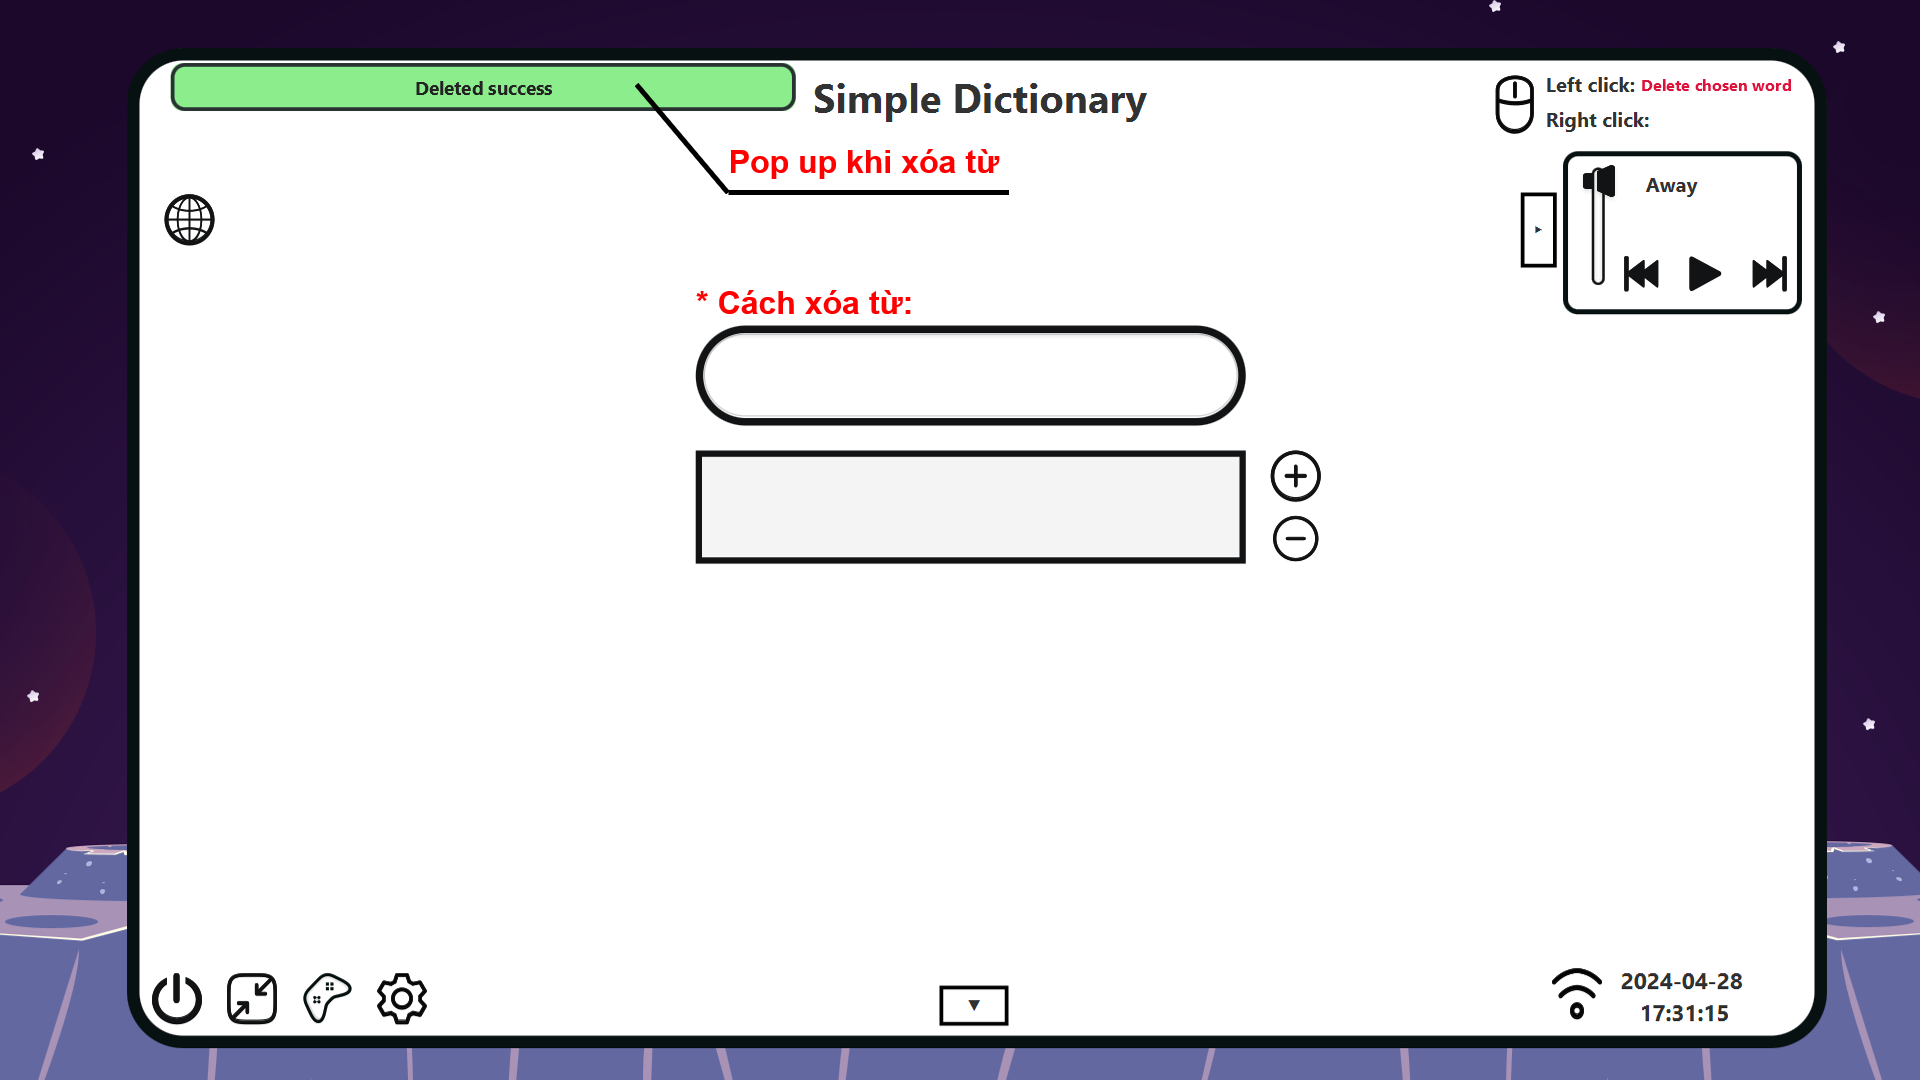 Deleted success
Simple Dictionary
Left click: Delete chosen word
Right click:
Pop up khi xóa từ
Away
* Cách xóa từ:
2024-04-28
17:31:15